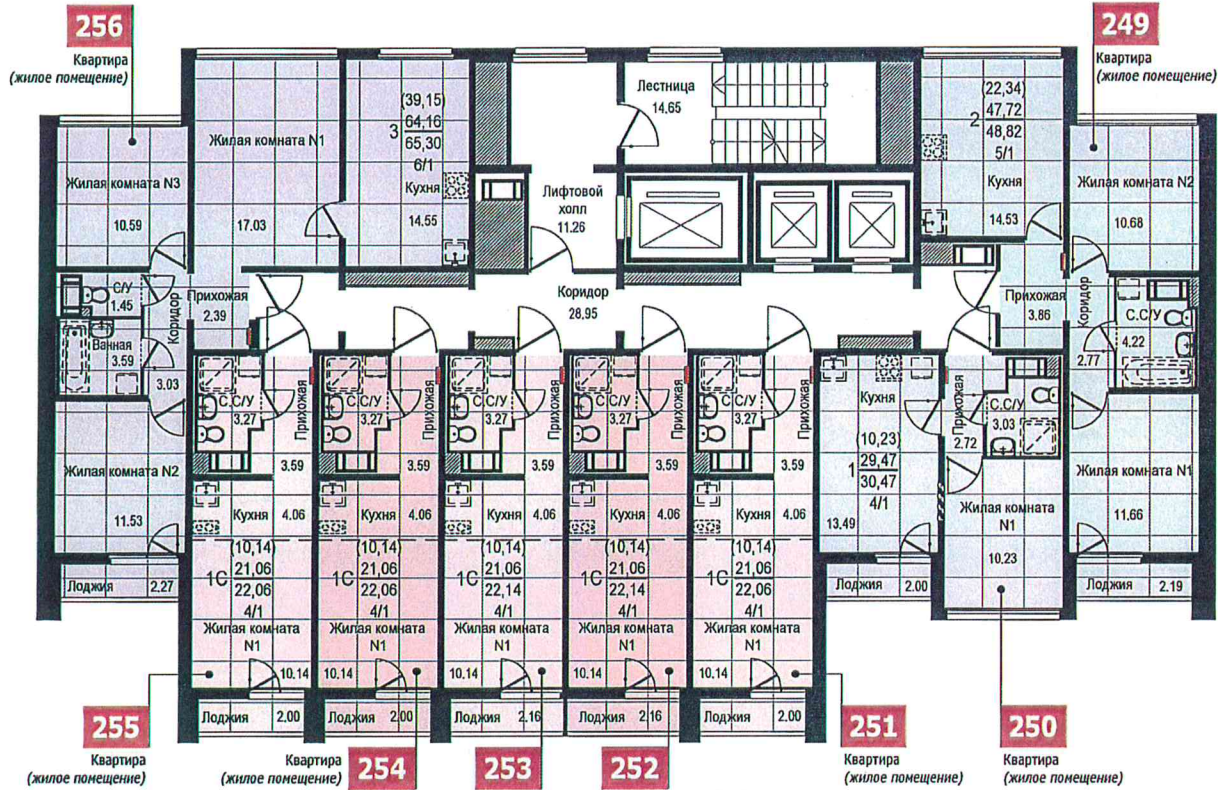 256
Квартира
(жилое помещение)
249
Квартира
(жилое помещение)
Жилая комната N3
10.59
Жилая комната N1
17.03
3
(39,15)
64,16
65,30
6/1
Кухня
14.55
Лестница
14.65
Лифтовой
холл
11.26
2
(22,34)
47,72
48,82
5/1
Кухня
14.53
Жилая комната N2
10.68
С/У
1.45
Ванная
3.59
Коридор
3.03
Прихожая
2.39
Коридор
28.95
Прихожая
3.86
Коридор
2.77
С.С/У
4.22
Жилая комната N2
11.53
Лоджия 2.27
С.С/У
3.27
Прихожая
3.59
Кухня 4.06
1С
(10,14)
21,06
22,06
4/1
Жилая комната
N1
10.14
Лоджия 2.00
С.С/У
3.27
Прихожая
3.59
Кухня 4.06
1С
(10,14)
21,06
22,06
4/1
Жилая комната
N1
10.14
Лоджия 2.00
С.С/У
3.27
Прихожая
3.59
Кухня 4.06
1С
(10,14)
21,06
22,14
4/1
Жилая комната
N1
10.14
Лоджия 2.16
С.С/У
3.27
Прихожая
3.59
Кухня 4.06
1С
(10,14)
21,06
22,14
4/1
Жилая комната
N1
10.14
Лоджия 2.16
С.С/У
3.27
Прихожая
3.59
Кухня 4.06
1С
(10,14)
21,06
22,06
4/1
Жилая комната
N1
10.14
Лоджия 2.00
Кухня
1
(10,23)
29,47
30,47
4/1
13.49
Лоджия 2.00
Прихожая
2.72
С.С/У
3.03
Жилая комната
N1
10.23
Жилая комната N1
11.66
Лоджия 2.19
255
Квартира
(жилое помещение)
Квартира
(жилое помещение)
254
253
252
251
Квартира
(жилое помещение)
250
Квартира
(жилое помещение)